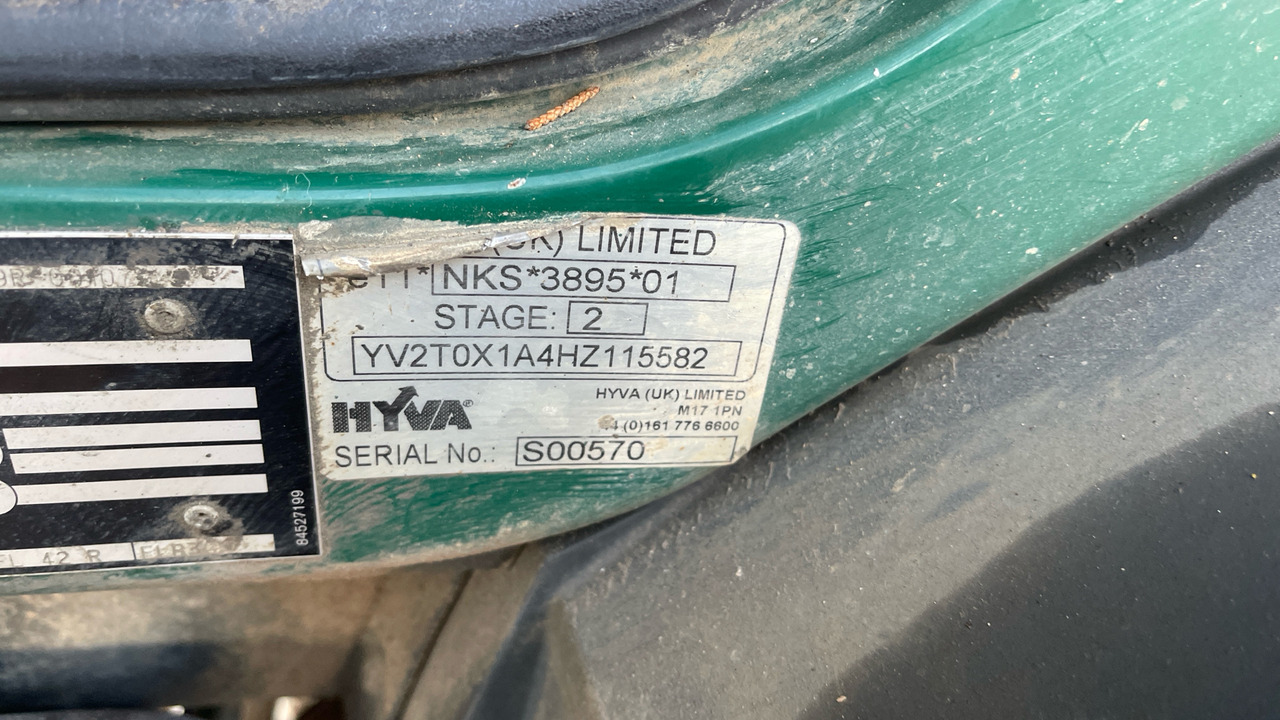 (UK) LIMITED
NKS*3895*01
STAGE: 2
YV2T0X1A4HZ115582
HYVA®
HYVA (UK) LIMITED
M17 1PN
(0)161 776 6600
SERIAL No.: S00570
84527199
42 R